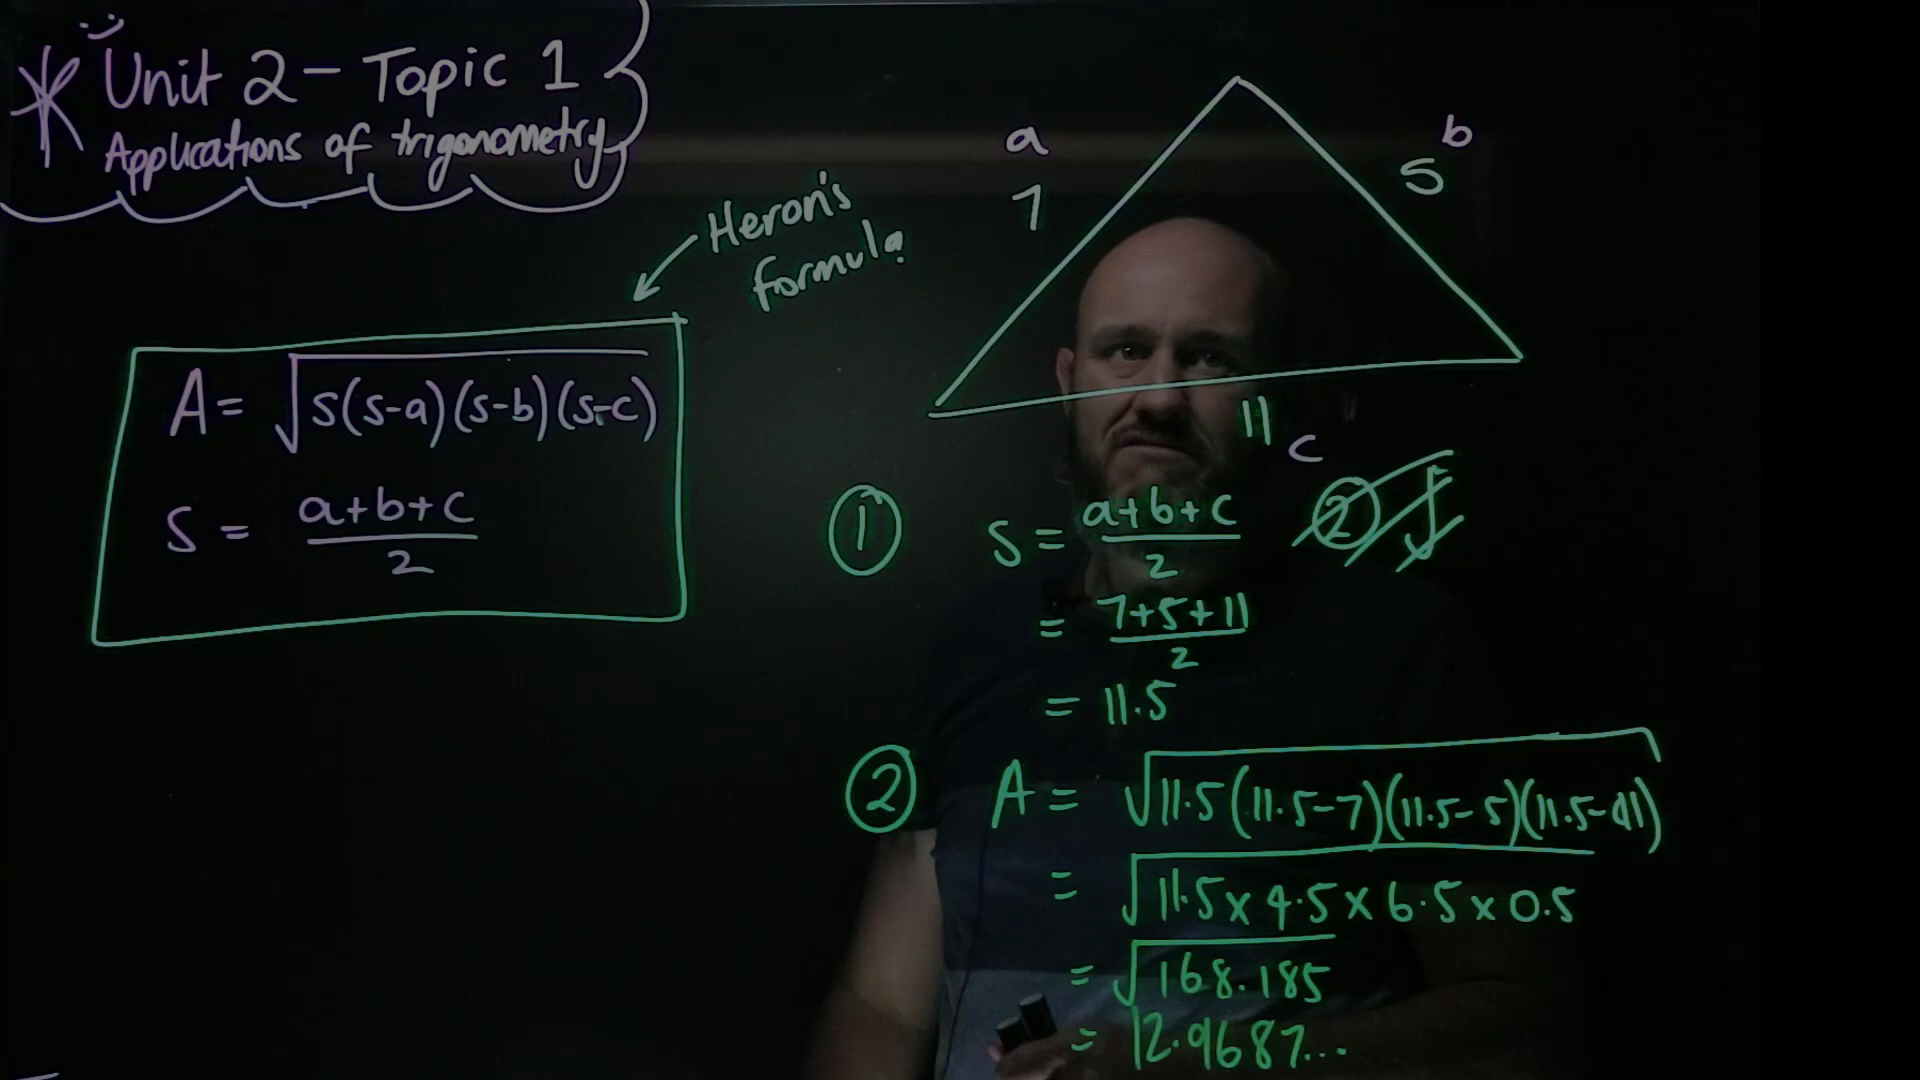 Unit 2 - Topic 1
Applications of trigonometry
Heron's
formula
A = √s(s-a)(s-b)(s-c)
s = a+b+c
2
a
7
b
5
11
c
① s = a+b+c
2
②
= 7+5+11
2
= 11.5
② A = √11.5(11.5-7)(11.5-5)(11.5-11)
= √11.5 x 4.5 x 6.5 x 0.5
= √168.185
= 12.9687...